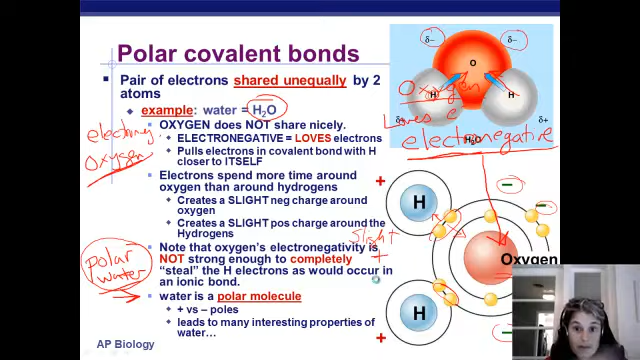 Polar covalent bonds
Pair of electrons shared unequally by 2
atoms
example: water = H2O
OXYGEN does NOT share nicely.
ELECTRONEGATIVE = LOVES electrons
Pulls electrons in covalent bond with H
closer to ITSELF
Electrons spend more time around
oxygen than around hydrogens
Creates a SLIGHT neg charge around
oxygen
Creates a SLIGHT pos charge around the
Hydrogens
Note that oxygen's electronegativity is
NOT strong enough to completely
"steal" the H electrons as would occur in
an ionic bond.
water is a polar molecule
+ vs – poles
leads to many interesting properties of
water…
AP Biology
electroneg.
oxygen
polar
water
slight
+
δ– δ–
O
H H
δ+ δ+
H2O
Oxygen
Loves e
electronegative
+ –
H
–
Oxygen
H
+ –